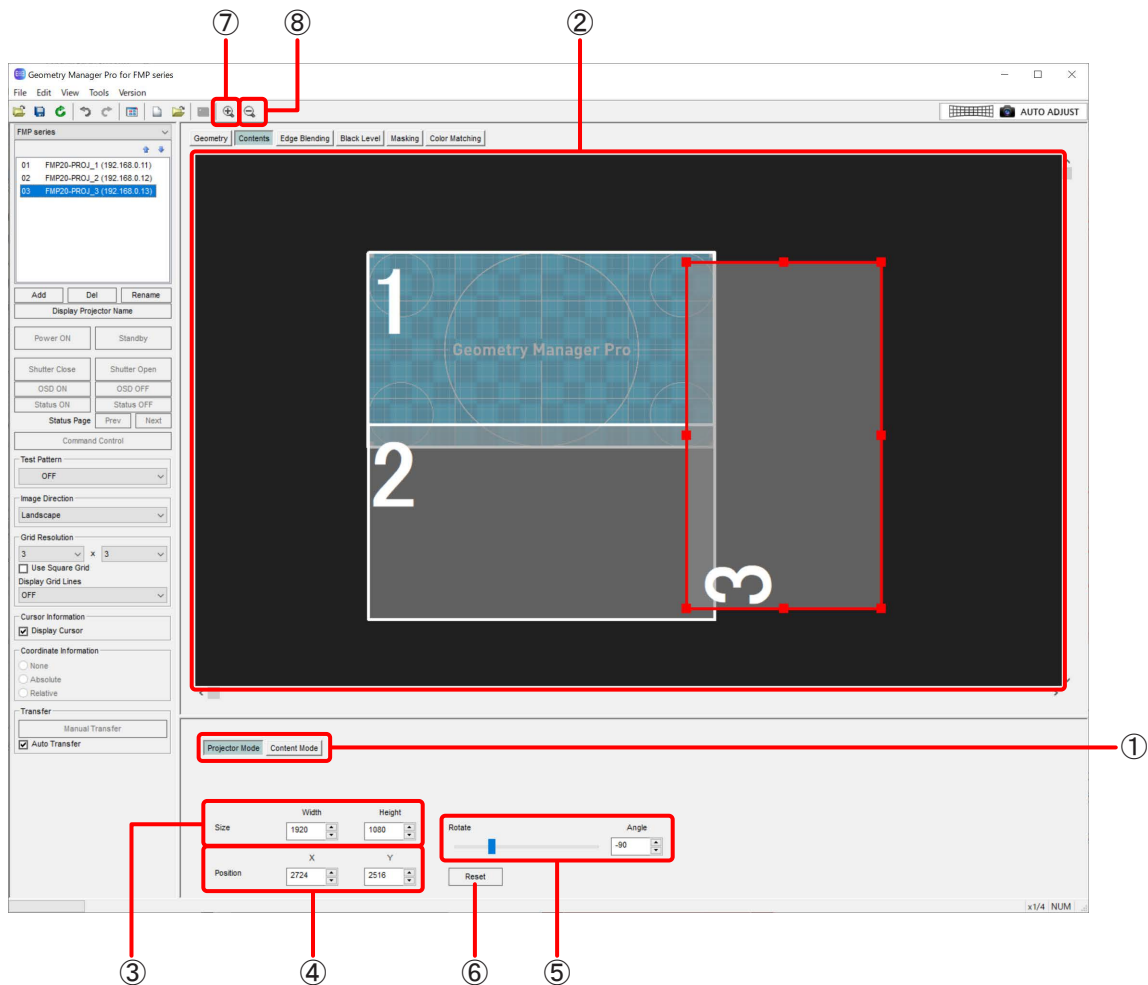 ⑦ ⑧ ②
Geometry Manager Pro for FMP series
File Edit View Tools Version
AUTO ADJUST
FMP series
Geometry Contents Edge Blending Black Level Masking Color Matching
01 FMP20-PROJ_1 (192.168.0.11)
02 FMP20-PROJ_2 (192.168.0.12)
03 FMP20-PROJ_3 (192.168.0.13)
Add Del Rename
Display Projector Name
Power ON Standby
Shutter Close Shutter Open
OSD ON OSD OFF
Status ON Status OFF
Status Page Prev Next
Command Control
Test Pattern
OFF
Image Direction
Landscape
Grid Resolution
3 x 3
Use Square Grid
Display Grid Lines
OFF
Cursor Information
Display Cursor
Coordinate Information
None
Absolute
Relative
Transfer
Manual Transfer
Auto Transfer
1
Geometry Manager Pro
2
3
Projector Mode Content Mode
①
Width Height
Size 1920 1080
X Y
Position 2724 2516
Rotate Angle
-90
Reset
x1/4 NUM
③ ④ ⑥ ⑤